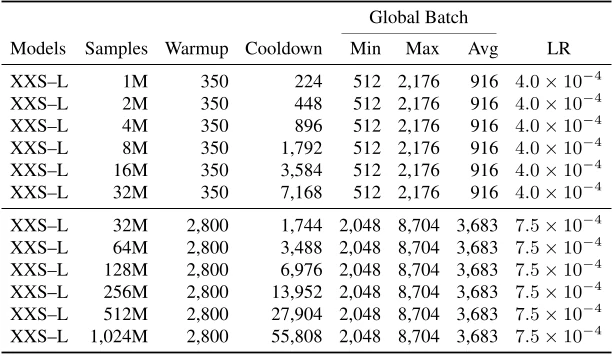 Global Batch
Models Samples Warmup Cooldown Min Max Avg LR
XXS–L 1M 350 224 512 2,176 916 4.0 × 10⁻⁴
XXS–L 2M 350 448 512 2,176 916 4.0 × 10⁻⁴
XXS–L 4M 350 896 512 2,176 916 4.0 × 10⁻⁴
XXS–L 8M 350 1,792 512 2,176 916 4.0 × 10⁻⁴
XXS–L 16M 350 3,584 512 2,176 916 4.0 × 10⁻⁴
XXS–L 32M 350 7,168 512 2,176 916 4.0 × 10⁻⁴
XXS–L 32M 2,800 1,744 2,048 8,704 3,683 7.5 × 10⁻⁴
XXS–L 64M 2,800 3,488 2,048 8,704 3,683 7.5 × 10⁻⁴
XXS–L 128M 2,800 6,976 2,048 8,704 3,683 7.5 × 10⁻⁴
XXS–L 256M 2,800 13,952 2,048 8,704 3,683 7.5 × 10⁻⁴
XXS–L 512M 2,800 27,904 2,048 8,704 3,683 7.5 × 10⁻⁴
XXS–L 1,024M 2,800 55,808 2,048 8,704 3,683 7.5 × 10⁻⁴